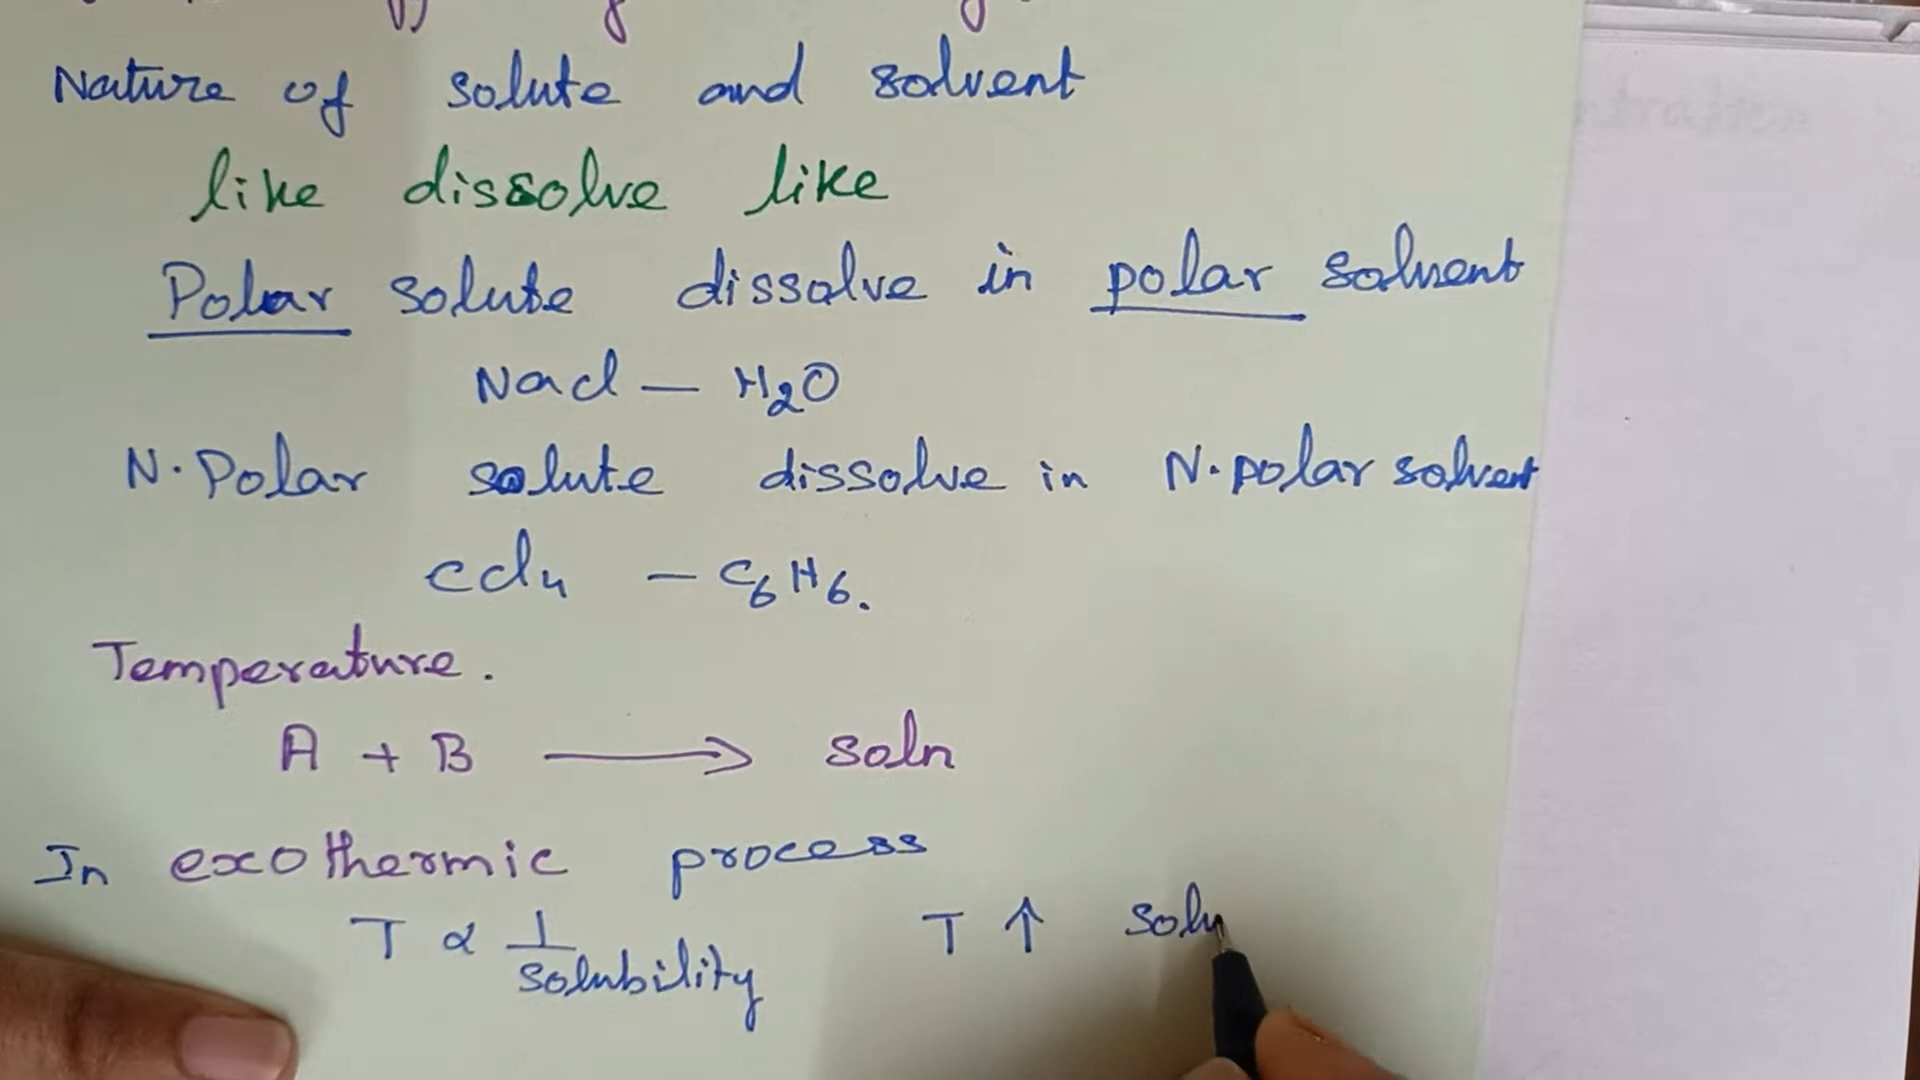 Nature of solute and solvent
like dissolve like
Polar solute dissolve in polar solvent
NaCl — H2O
N. Polar solute dissolve in N. polar solvent
CCl4 — C6H6.
Temperature.
A + B ⟶ soln
In exothermic process
T ∝ 1/solubility T ↑ solu